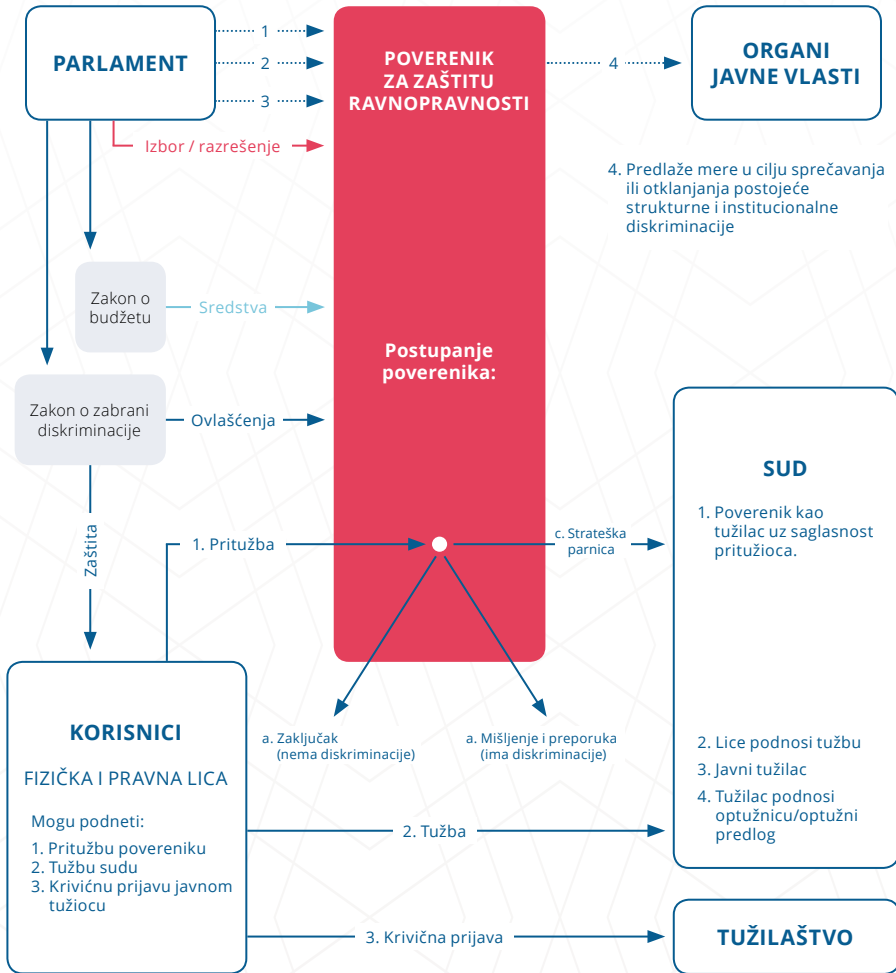 PARLAMENT
1
2
3
Izbor / razrešenje
POVERENIK
ZA ZAŠTITU
RAVNOPRAVNOSTI
4
ORGANI
JAVNE VLASTI
4. Predlaže mere u cilju sprečavanja
ili otklanjanja postojeće
strukturne i institucionalne
diskriminacije
Zakon o
budžetu
Sredstva
Postupanje
poverenika:
Zakon o zabrani
diskriminacije
Ovlašćenja
Zaštita
1. Pritužba
c. Strateška
parnica
SUD
1. Poverenik kao
tužilac uz saglasnost
pritužioca.
2. Lice podnosi tužbu
3. Javni tužilac
4. Tužilac podnosi
optužnicu/optužni
predlog
a. Zaključak
(nema diskriminacije)
a. Mišljenje i preporuka
(ima diskriminacije)
KORISNICI
FIZIČKA I PRAVNA LICA
Mogu podneti:
1. Pritužbu povereniku
2. Tužbu sudu
3. Krivićnu prijavu javnom
tužiocu
2. Tužba
3. Krivična prijava
TUŽILAŠTVO